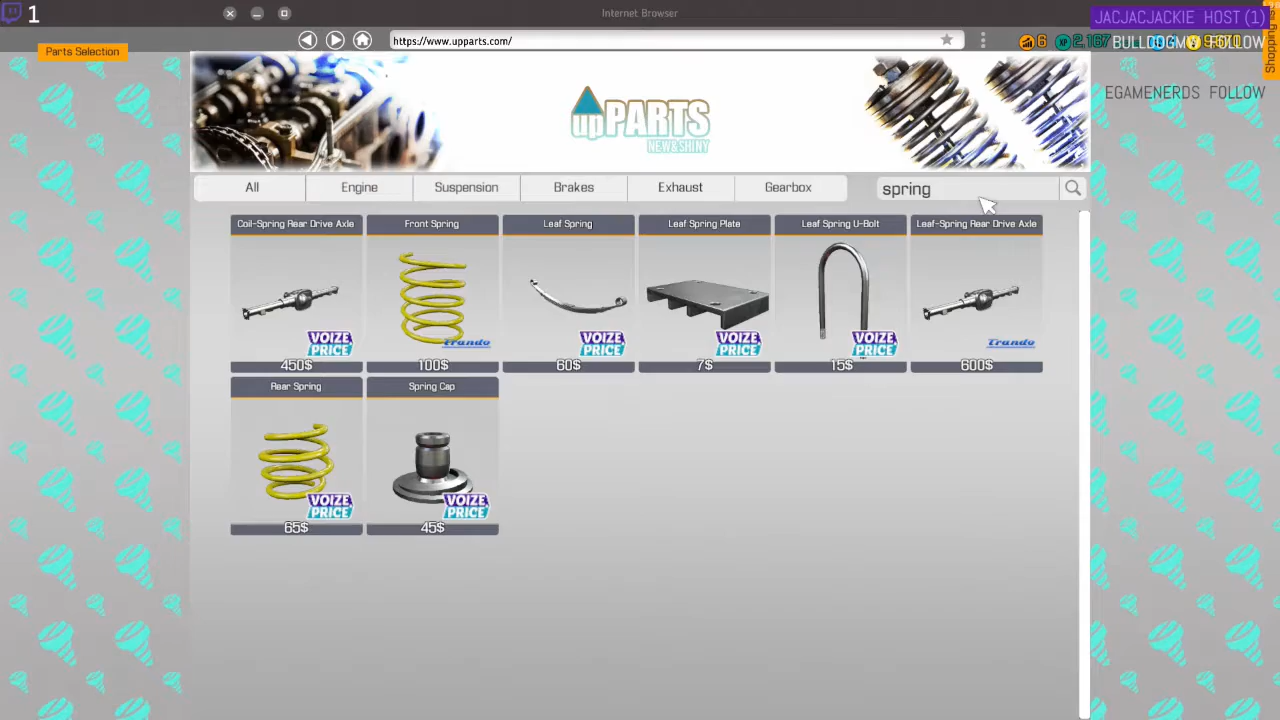 1
Internet Browser
JACJACJACKIE HOST (1)
Parts Selection
https://www.upparts.com/
6
BULLDOGMV FOLLOW
Shopping
EGAMENERDS FOLLOW
upPARTS
NEW&SHINY
All
Engine
Suspension
Brakes
Exhaust
Gearbox
spring
Coil-Spring Rear Drive Axle
Front Spring
Leaf Spring
Leaf Spring Plate
Leaf Spring U-Bolt
Leaf-Spring Rear Drive Axle
VOIZE PRICE
Trando
VOIZE PRICE
VOIZE PRICE
VOIZE PRICE
Trando
450$
100$
60$
7$
15$
600$
Rear Spring
Spring Cap
VOIZE PRICE
VOIZE PRICE
65$
45$